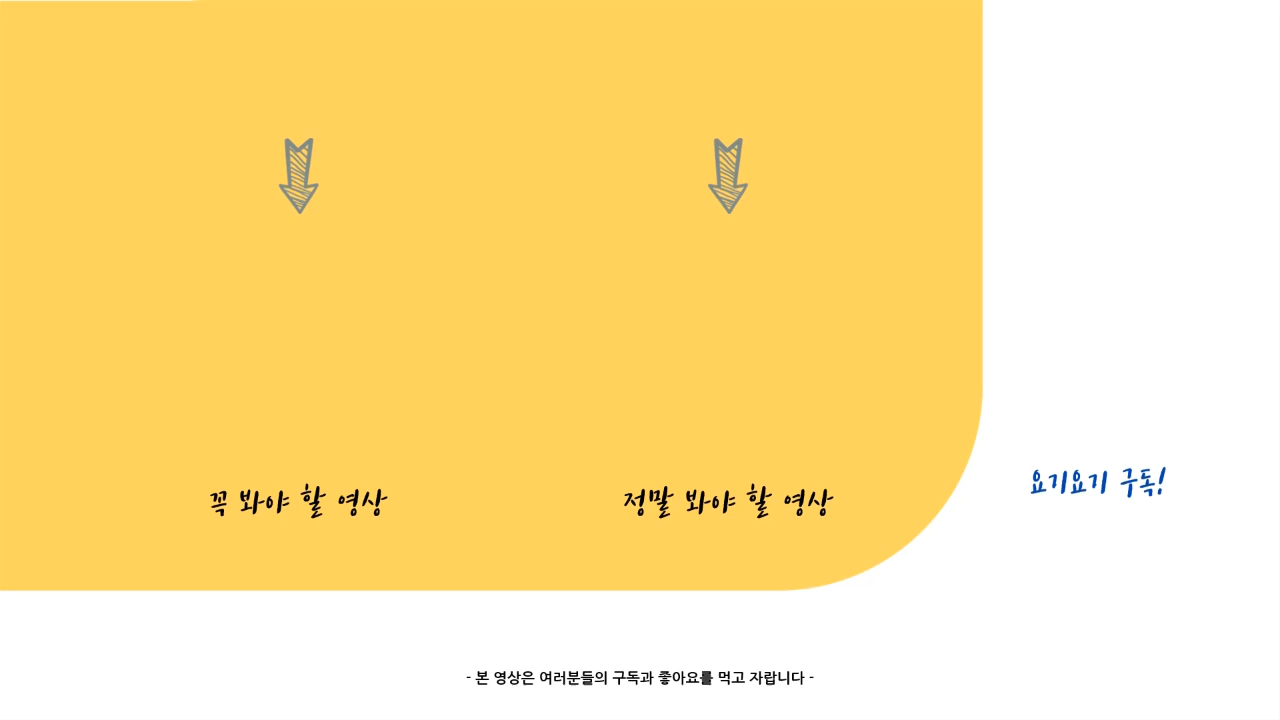 꼭 봐야 할 영상
정말 봐야 할 영상
요기요기 구독!
- 본 영상은 여러분들의 구독과 좋아요를 먹고 자랍니다 -